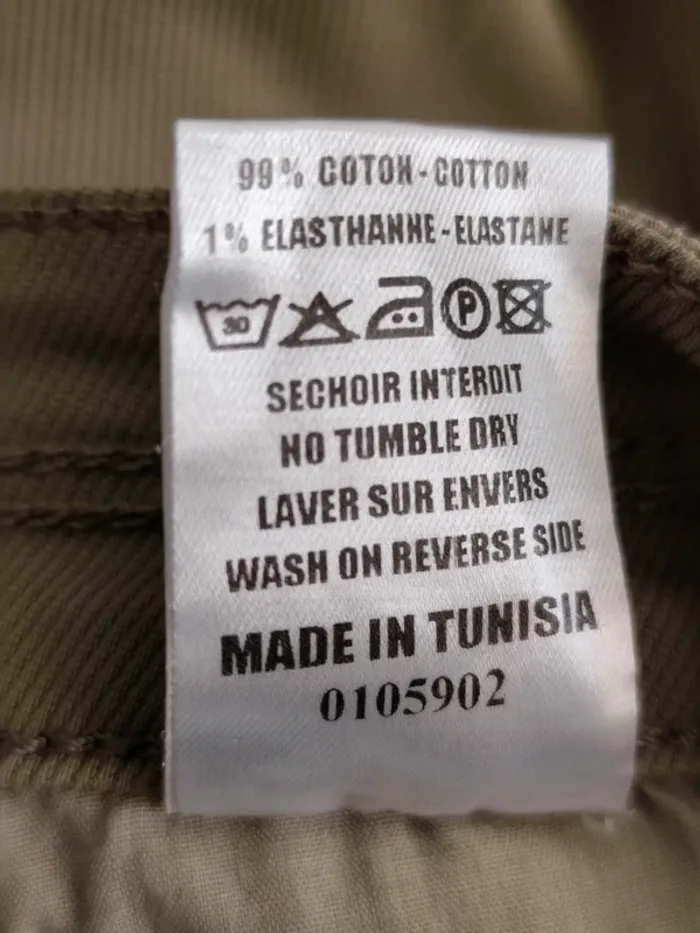 99% COTON - COTTON
1% ELASTHANNE - ELASTANE
30 P
SECHOIR INTERDIT
NO TUMBLE DRY
LAVER SUR ENVERS
WASH ON REVERSE SIDE
MADE IN TUNISIA
0105902